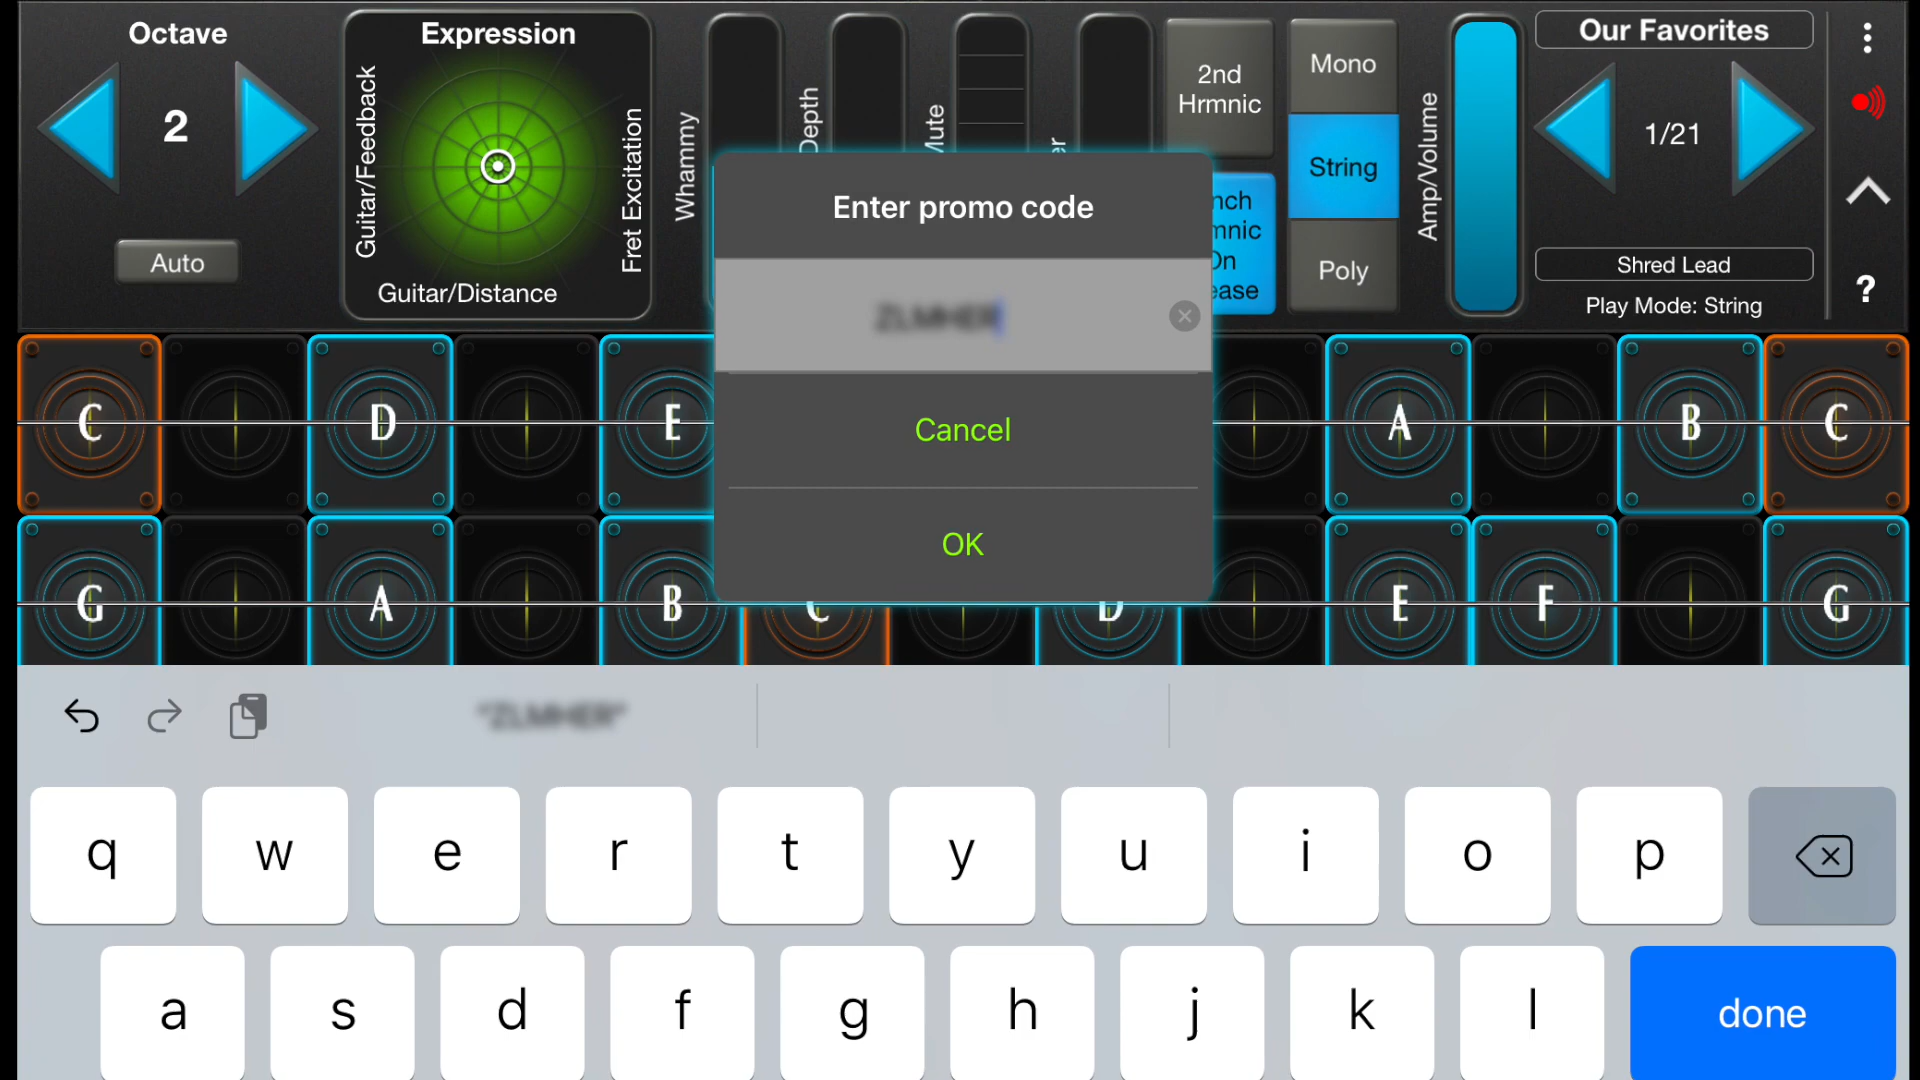 Octave
2
Auto
Expression
Guitar/Feedback
Fret Excitation
Guitar/Distance
Whammy
Depth
Mute
2nd
Hrmnic
On
Mono
String
Poly
Amp/Volume
Our Favorites
1/21
Shred Lead
Play Mode: String
?
Enter promo code
Cancel
OK
C D E A B C
G A B C D E F G
q w e r t y u i o p
a s d f g h j k l done